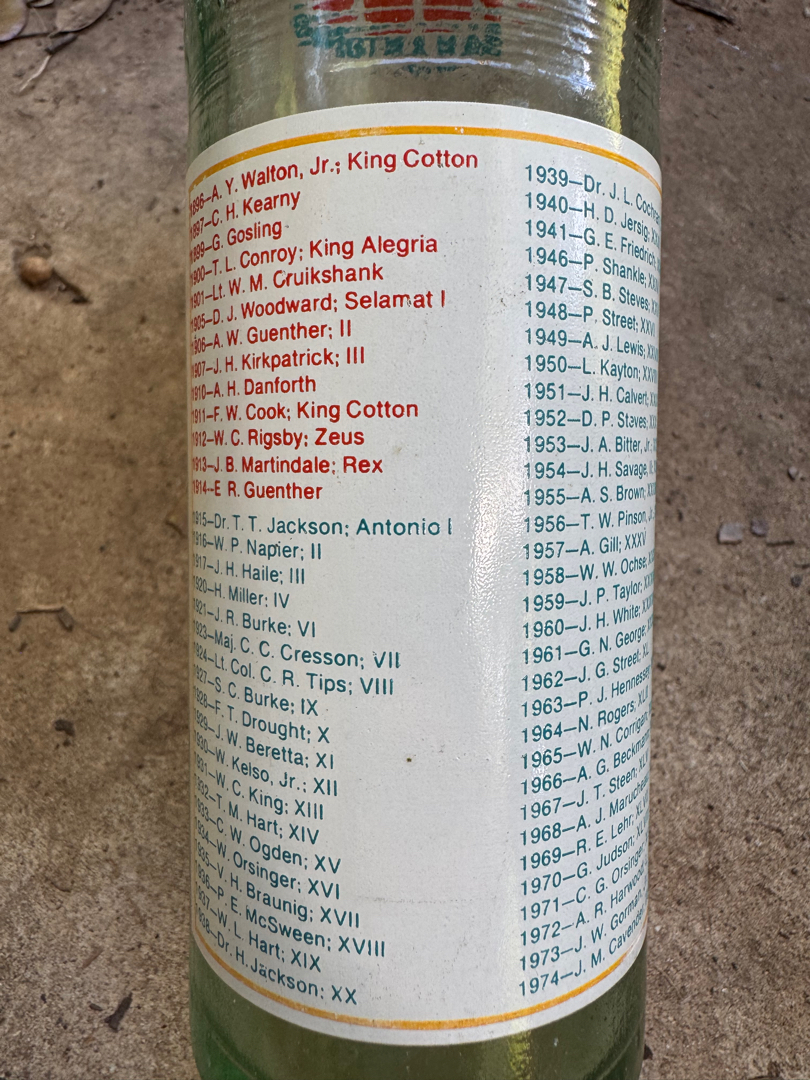 1896—A. Y. Walton, Jr.; King Cotton
1897—C. H. Kearny
1899—G. Gosling
1900—T. L. Conroy; King Alegria
1901—Lt. W. M. Cruikshank
1905—D. J. Woodward; Selamat I
1906—A. W. Guenther; II
1907—J. H. Kirkpatrick; III
1910—A. H. Danforth
1911—F. W. Cook; King Cotton
1912—W. C. Rigsby; Zeus
1913—J. B. Martindale; Rex
1914—E R. Guenther
1915—Dr. T. T. Jackson; Antonio I
1916—W. P. Napier; II
1917—J. H. Haile; III
1920—H. Miller; IV
1921—J. R. Burke; VI
1923—Maj. C. C. Cresson; VII
1924—Lt. Col. C. R. Tips; VIII
1927—S. C. Burke; IX
1928—F. T. Drought; X
1929—J. W. Beretta; XI
1930—W. Kelso, Jr.; XII
1931—W. C. King; XIII
1932—T. M. Hart; XIV
1933—C. W. Ogden; XV
1934—W. Orsinger; XVI
1935—V. H. Braunig; XVII
1936—P. E. McSween; XVIII
1937—W. L. Hart; XIX
1938—Dr. H. Jackson; XX
1939—Dr. J. L.
1940—H. D. Jersig;
1941—G. E. Friedrich;
1946—P. Shankle;
1947—S. B. Steves;
1948—P. Street;
1949—A. J. Lewis;
1950—L. Kayton;
1951—J. H. Calvert;
1952—D. P. Steves;
1953—J. A. Bitter, Jr.
1954—J. H. Savage,
1955—A. S. Brown;
1956—T. W. Pinson,
1957—A. Gill; XXXV
1958—W. W. Ochse;
1959—J. P. Taylor;
1960—J. H. White;
1961—G. N. George;
1962—J. G. Street; XL
1963—P. J. Hennessey
1964—N. Rogers;
1965—W. N. Corrigan;
1966—A. G. Beckmann
1967—J. T. Steen;
1968—A. J.
1969—R. E. Lehr;
1970—G. Judson;
1971—C. G. Orsinger
1972—A. R. Harwood
1973—J. W. Gorman,
1974—J. M. Cavender